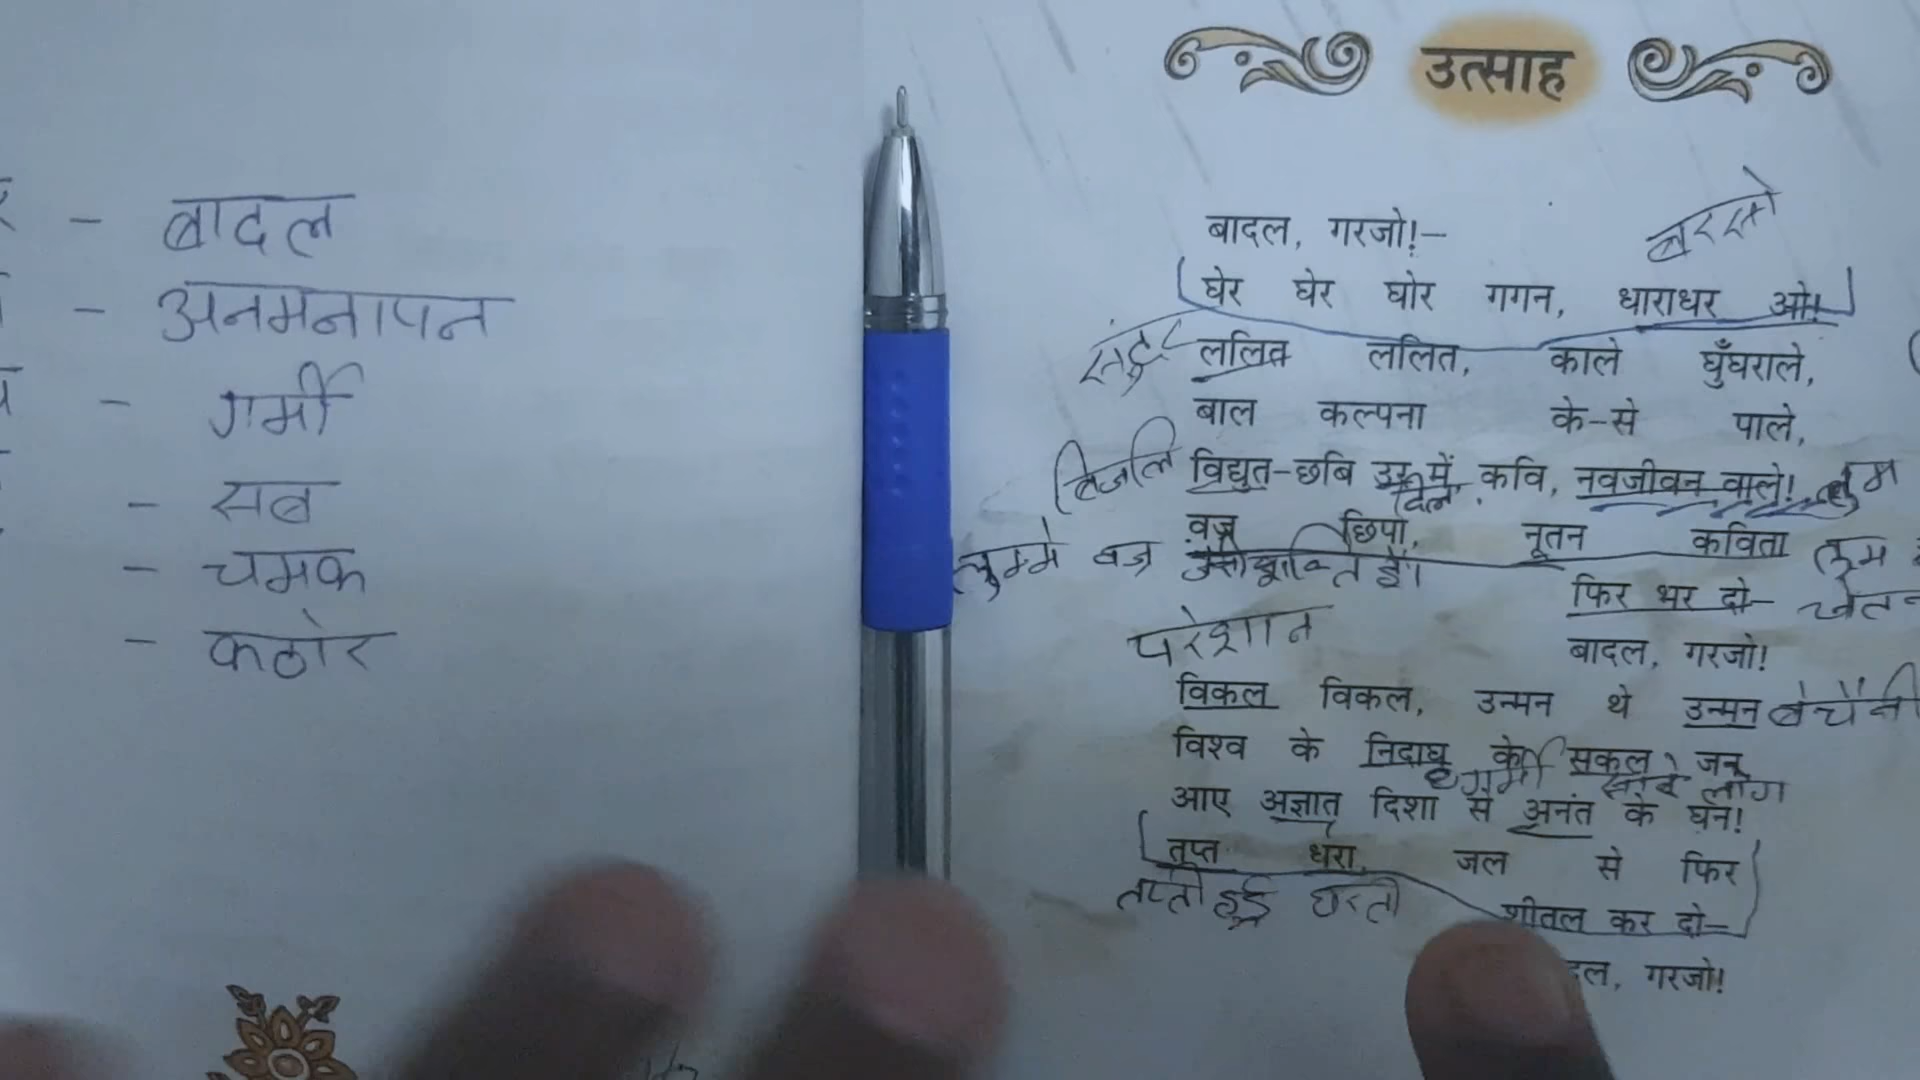 - बादल
- अनमनापन
- गर्मी
- सब
- चमक
- कठोर
उत्साह
बादल, गरजो!—
बरसो
घेर घेर घोर गगन, धाराधर ओ!
ललित ललित, काले घुँघराले,
बाल कल्पना के-से पाले,
बिजलि विद्युत-छबि उर में, कवि, नवजीवन वाले! तुम
दिल
वज्र छिपा, नूतन कविता
तुममे वज्र
फिर भर दो—
परेशान बादल, गरजो!
विकल विकल, उन्मन थे उन्मन बेचैनी
विश्व के निदाघ के सकल जन
गर्मी लोग
आए अज्ञात दिशा से अनंत के घन!
तप्त धरा, जल से फिर
तप्ती हुई धरती
शीतल कर दो—
गरजो!